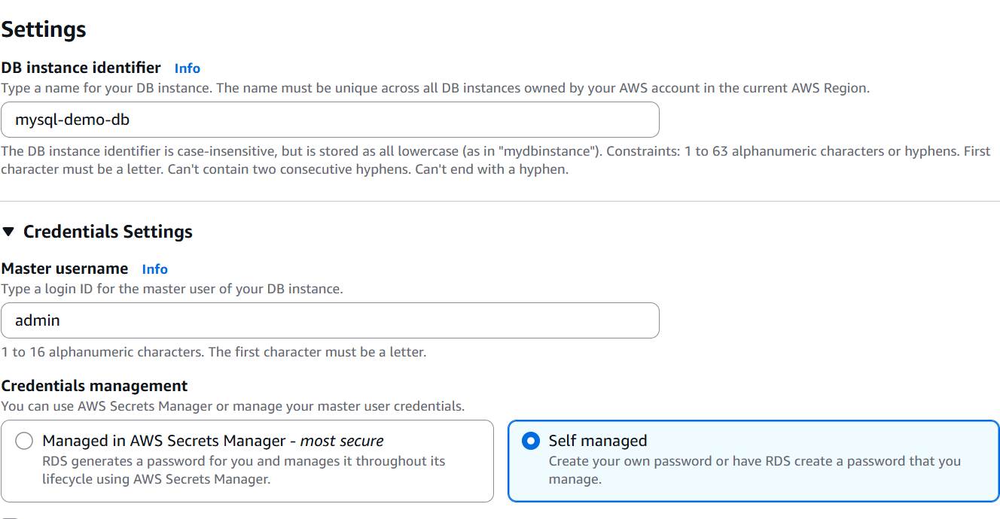 Settings
DB instance identifier Info
Type a name for your DB instance. The name must be unique across all DB instances owned by your AWS account in the current AWS Region.
mysql-demo-db
The DB instance identifier is case-insensitive, but is stored as all lowercase (as in "mydbinstance"). Constraints: 1 to 63 alphanumeric characters or hyphens. First
character must be a letter. Can't contain two consecutive hyphens. Can't end with a hyphen.
Credentials Settings
Master username Info
Type a login ID for the master user of your DB instance.
admin
1 to 16 alphanumeric characters. The first character must be a letter.
Credentials management
You can use AWS Secrets Manager or manage your master user credentials.
Managed in AWS Secrets Manager - most secure
RDS generates a password for you and manages it throughout its
lifecycle using AWS Secrets Manager.
Self managed
Create your own password or have RDS create a password that you
manage.